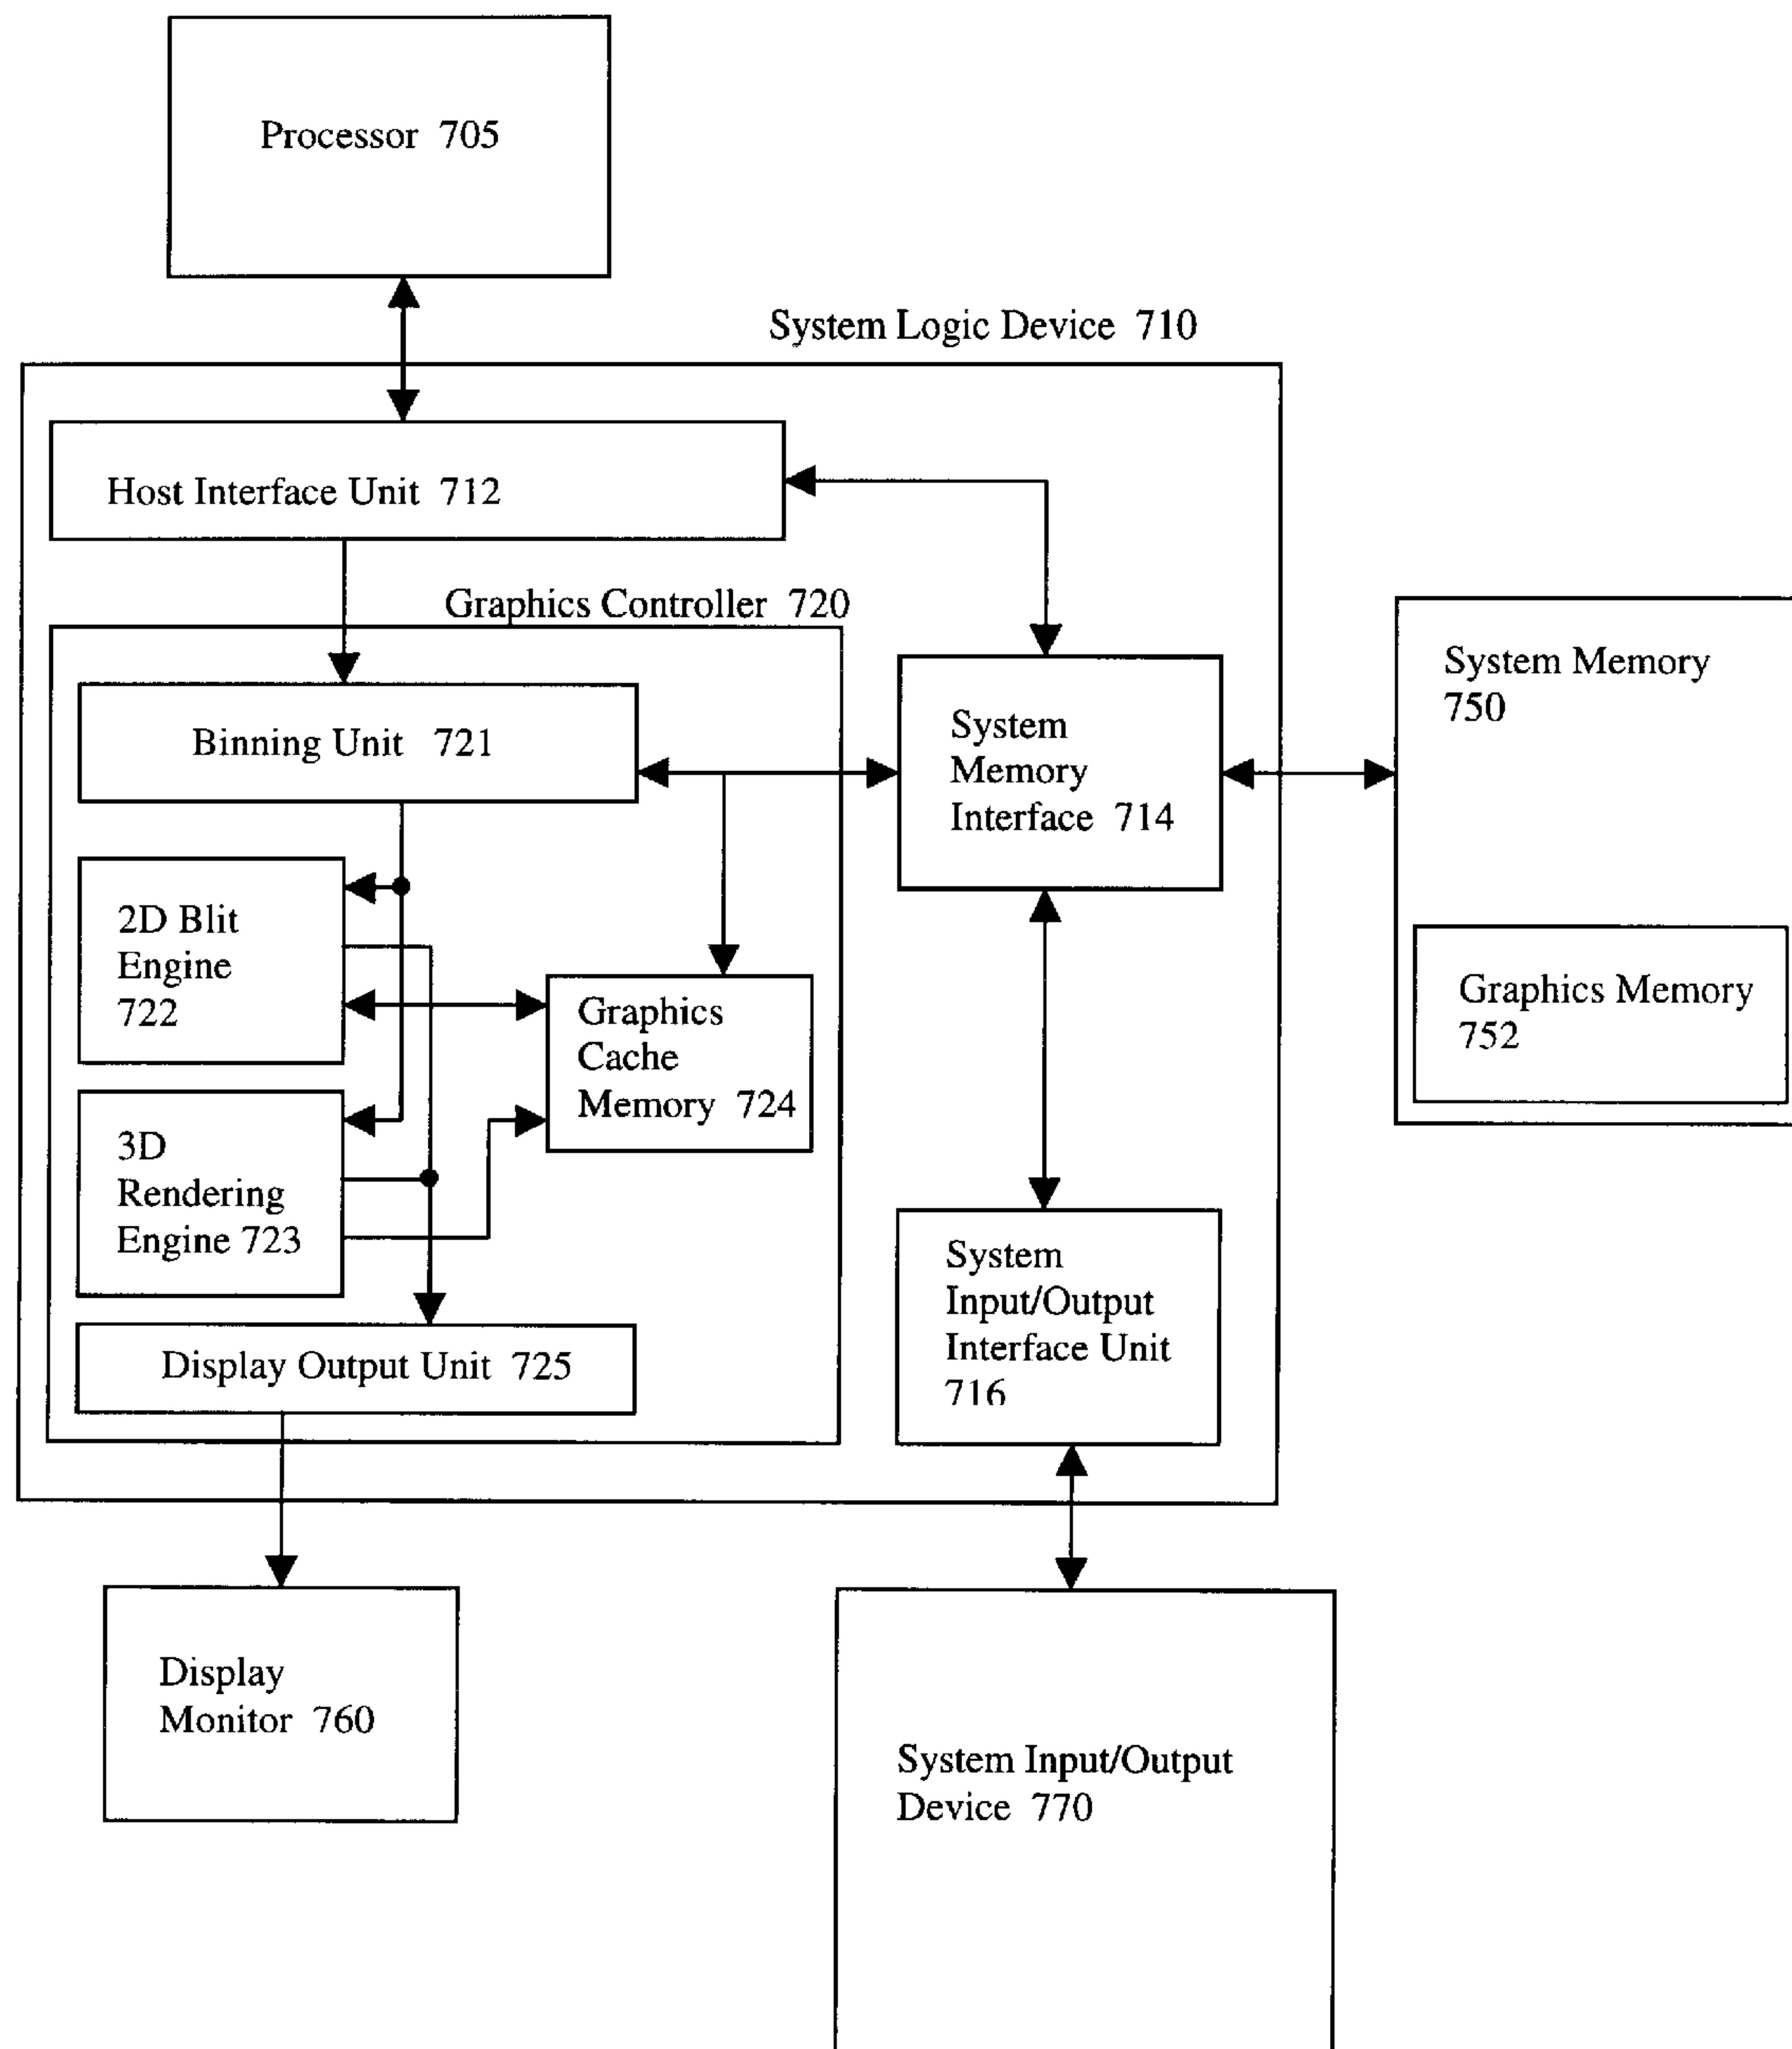 Processor 705
System Logic Device 710
Host Interface Unit 712
Graphics Controller 720
Binning Unit 721
System
Memory
Interface 714
System Memory
750
Graphics Memory
752
2D Blit
Engine
722
Graphics
Cache
Memory 724
3D
Rendering
Engine 723
System
Input/Output
Interface Unit
716
Display Output Unit 725
Display
Monitor 760
System Input/Output
Device 770